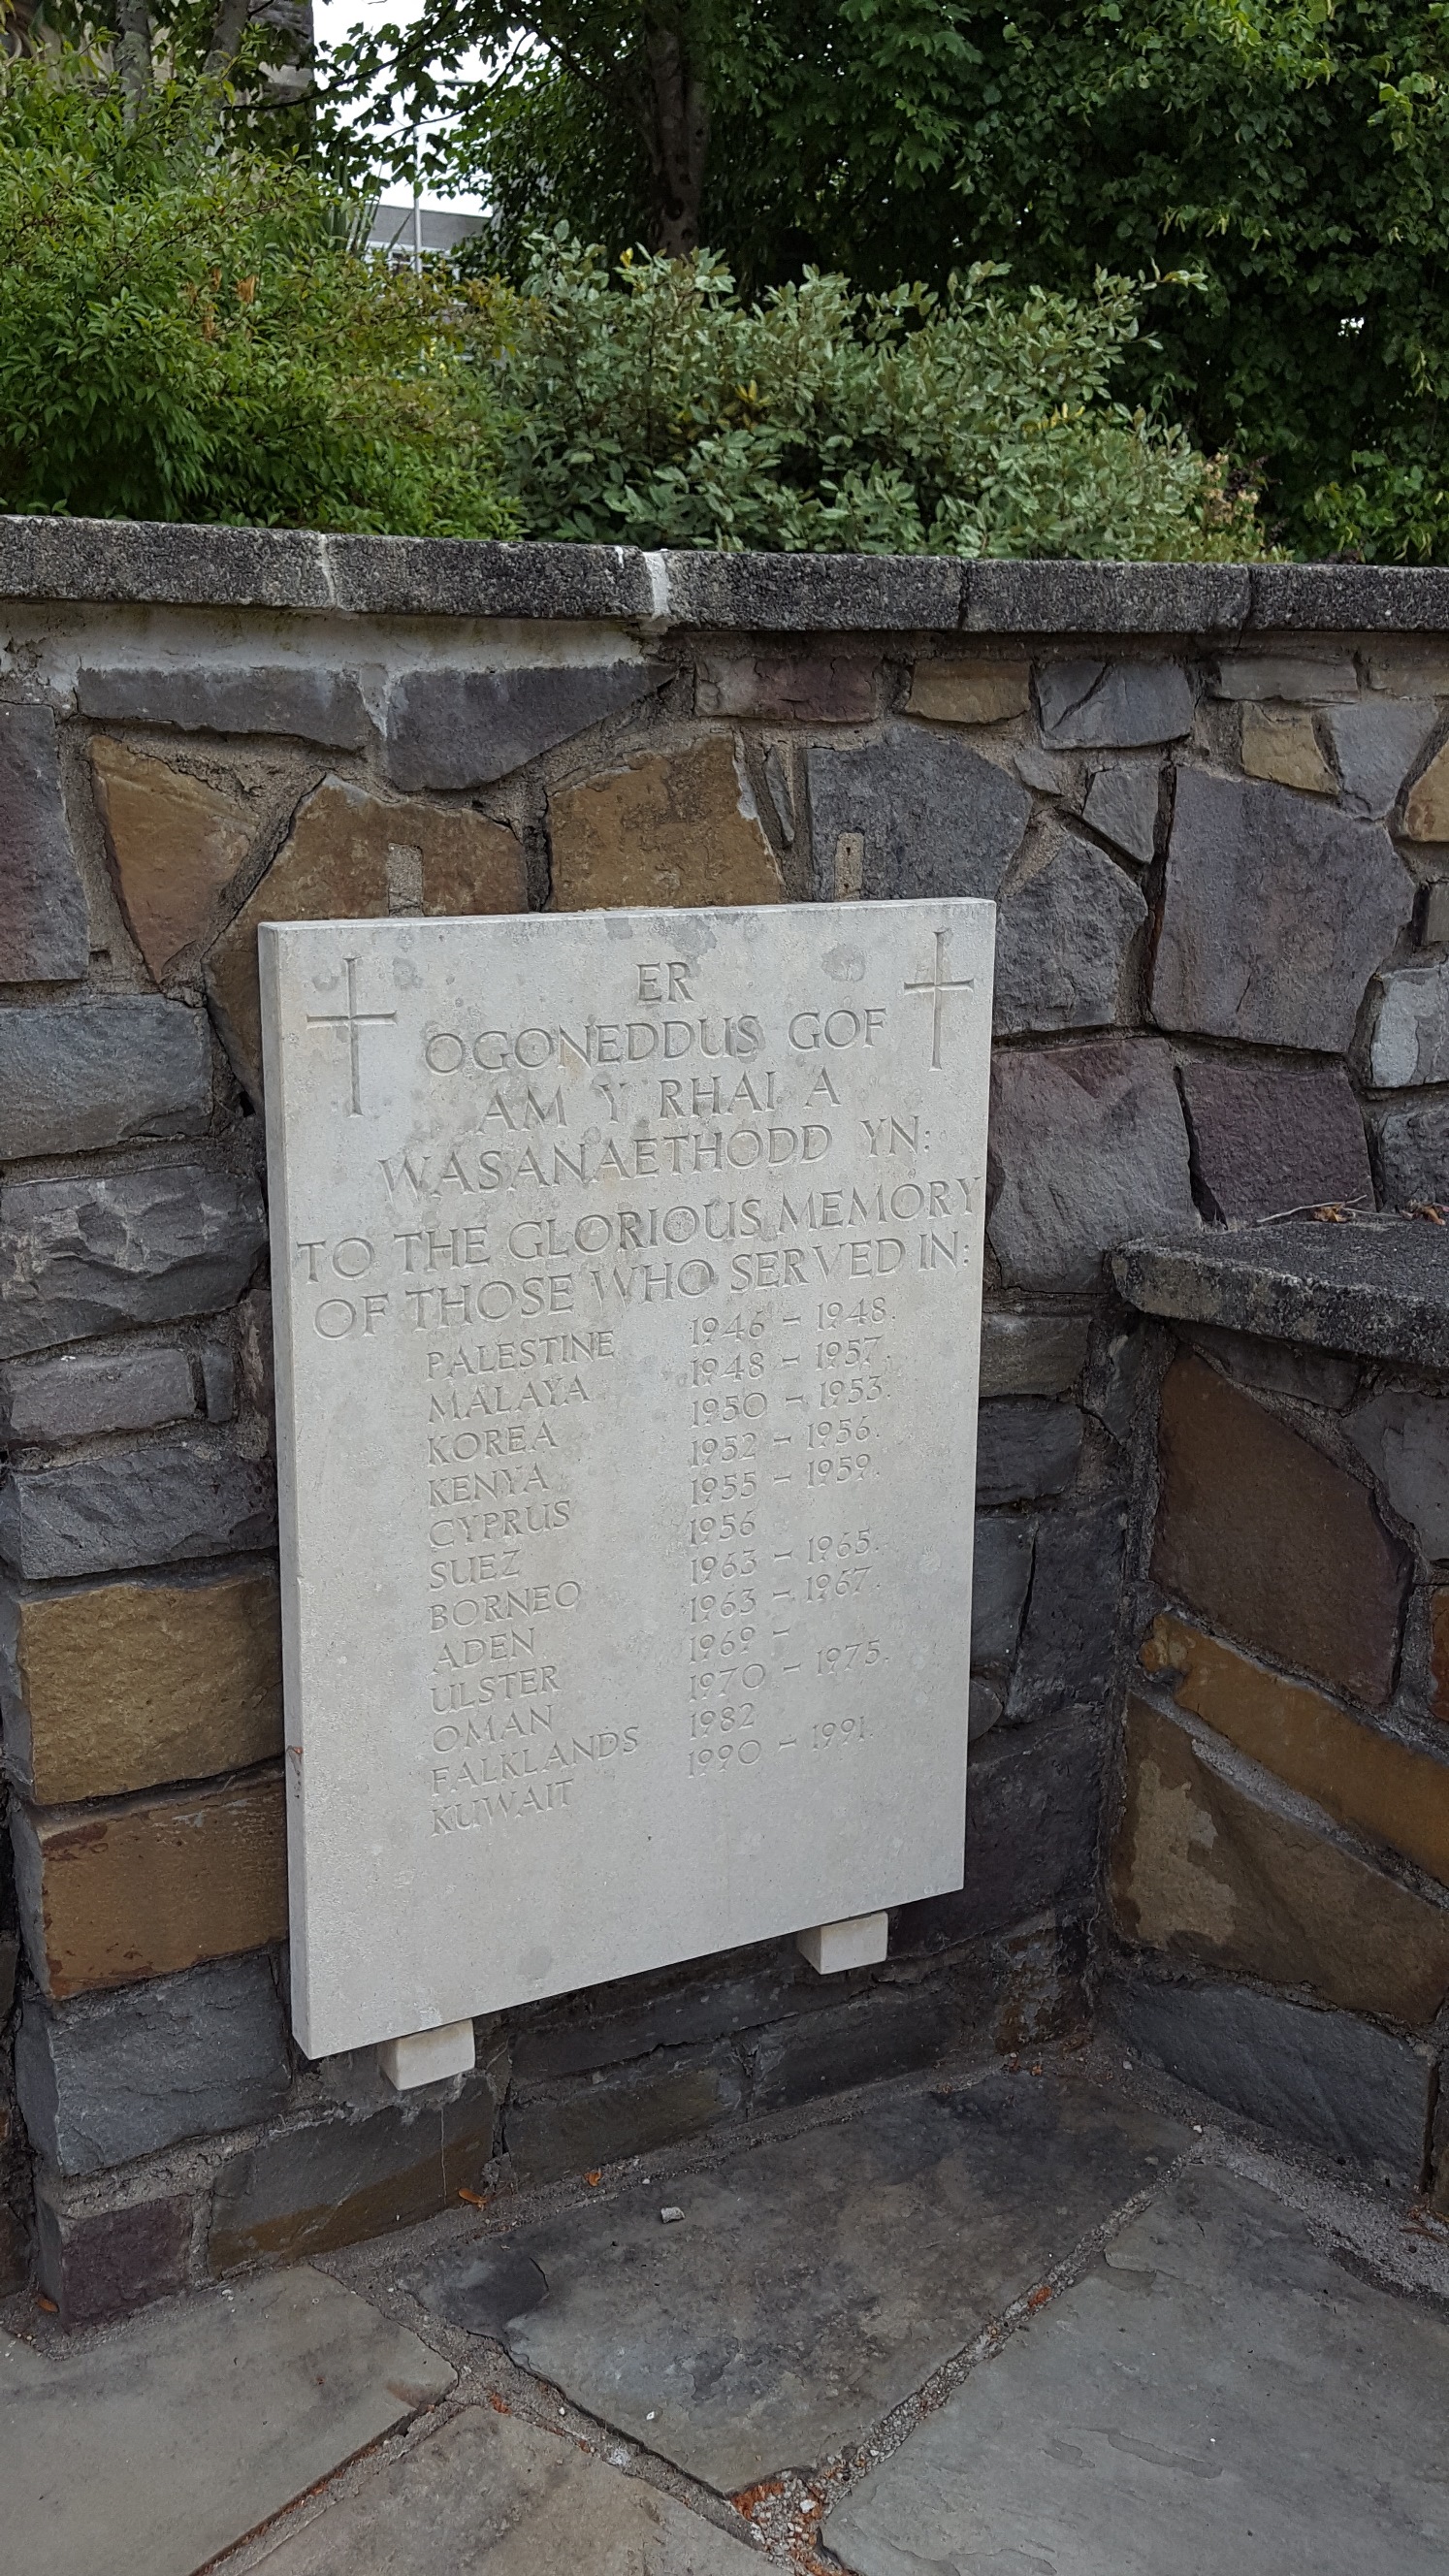 ER
OGONEDDUS GOF
AM Y RHAI A
WASANAETHODD YN:
TO THE GLORIOUS MEMORY
OF THOSE WHO SERVED IN:
PALESTINE 1946 - 1948.
MALAYA 1948 - 1957.
KOREA 1950 - 1953.
KENYA 1952 - 1956.
CYPRUS 1955 - 1959.
SUEZ 1956
BORNEO 1963 - 1965.
ADEN 1963 - 1967.
ULSTER 1969 -
OMAN 1970 - 1975.
FALKLANDS 1982
KUWAIT 1990 - 1991.